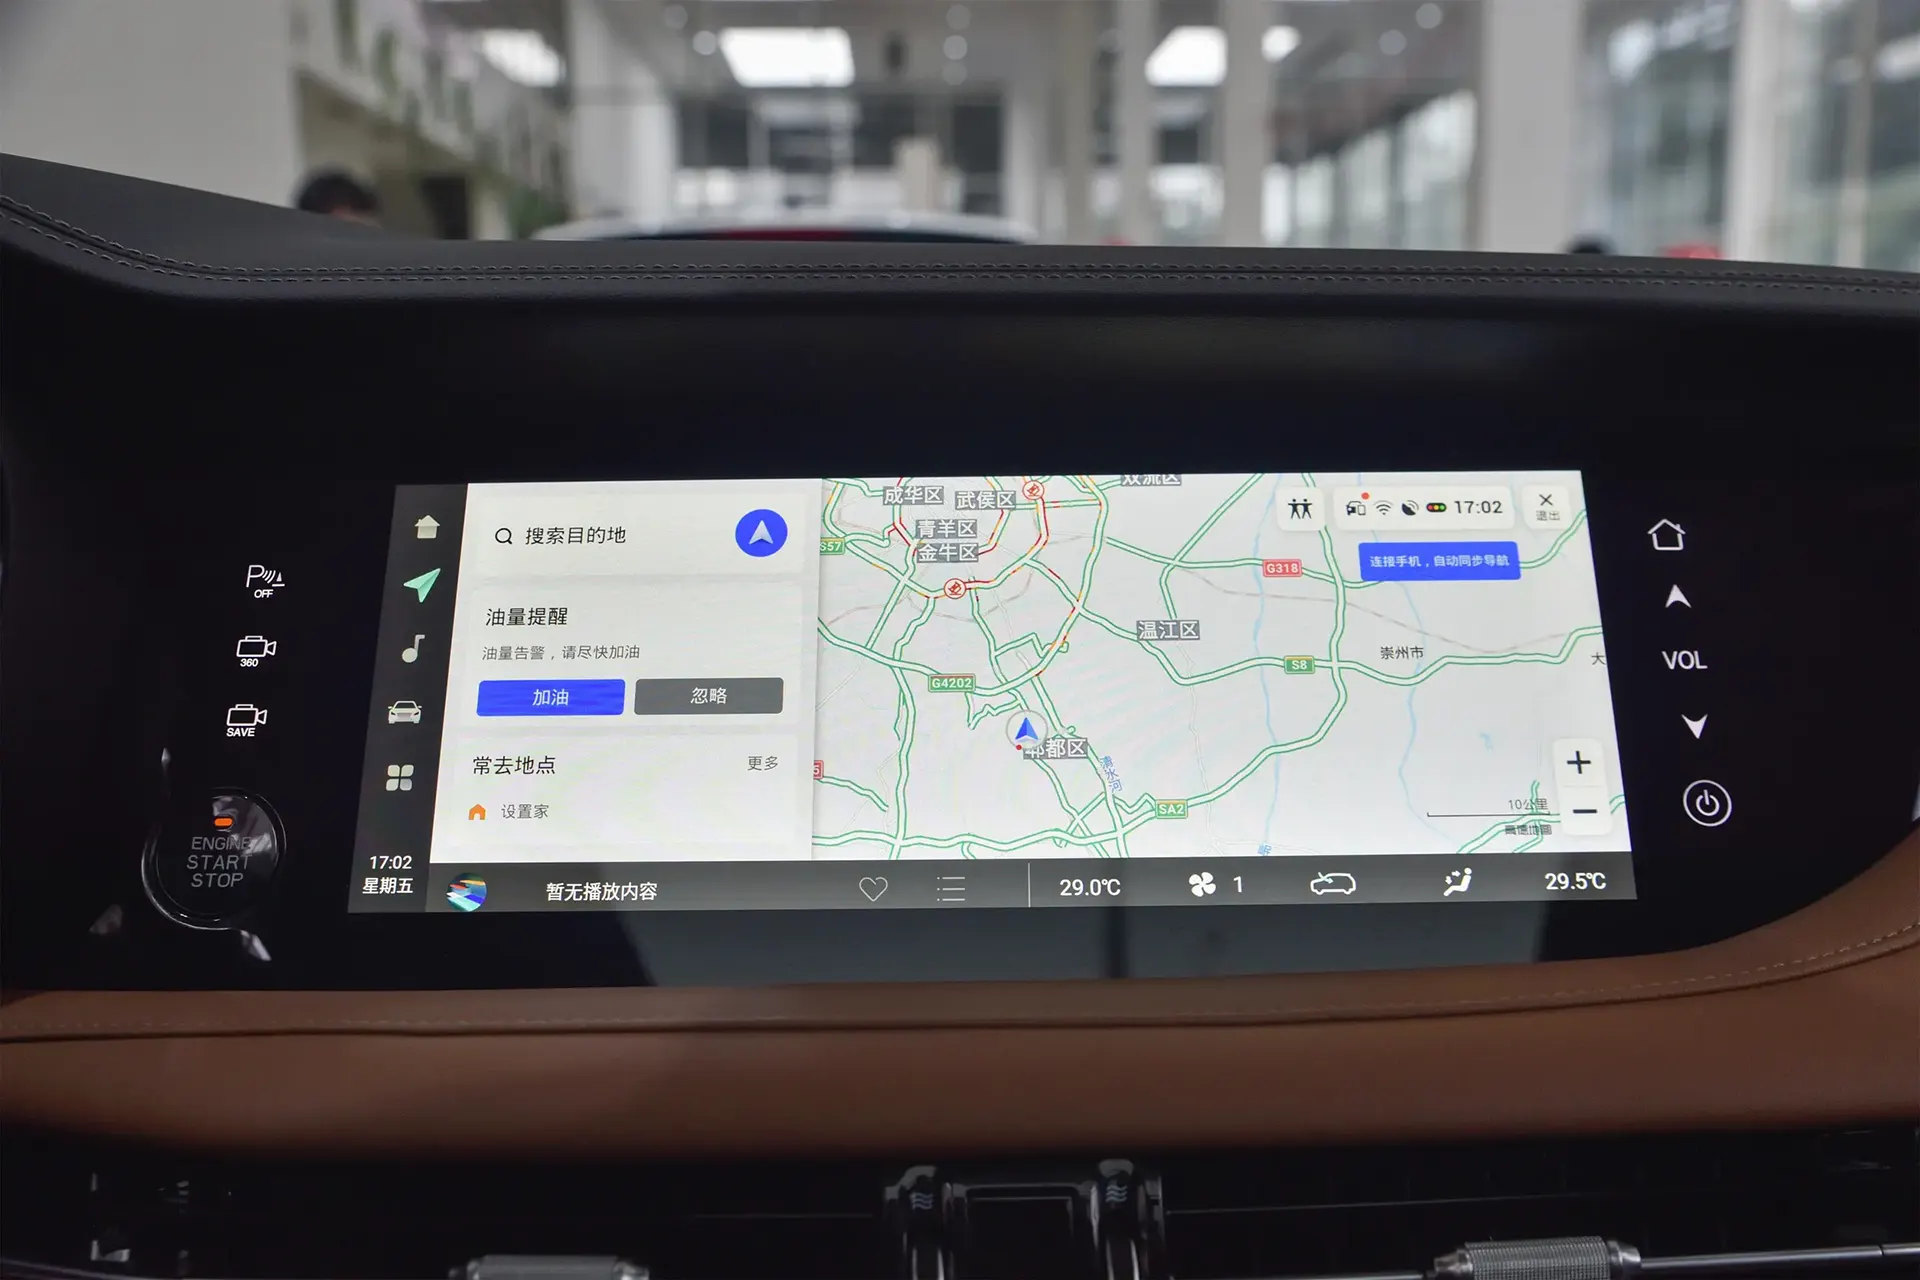 P
OFF
360
SAVE
ENGINE
START
STOP
17:02
星期五
搜索目的地
油量提醒
油量告警，请尽快加油
加油
忽略
常去地点
更多
设置家
暂无播放内容
29.0℃
1
29.5℃
成华区
武侯区
双流区
青羊区
金牛区
S57
G318
温江区
S8
崇州市
大
G4202
郫都区
清水河
SA2
5
17:02
退出
连接手机，自动同步导航
10公里
高德地图
VOL